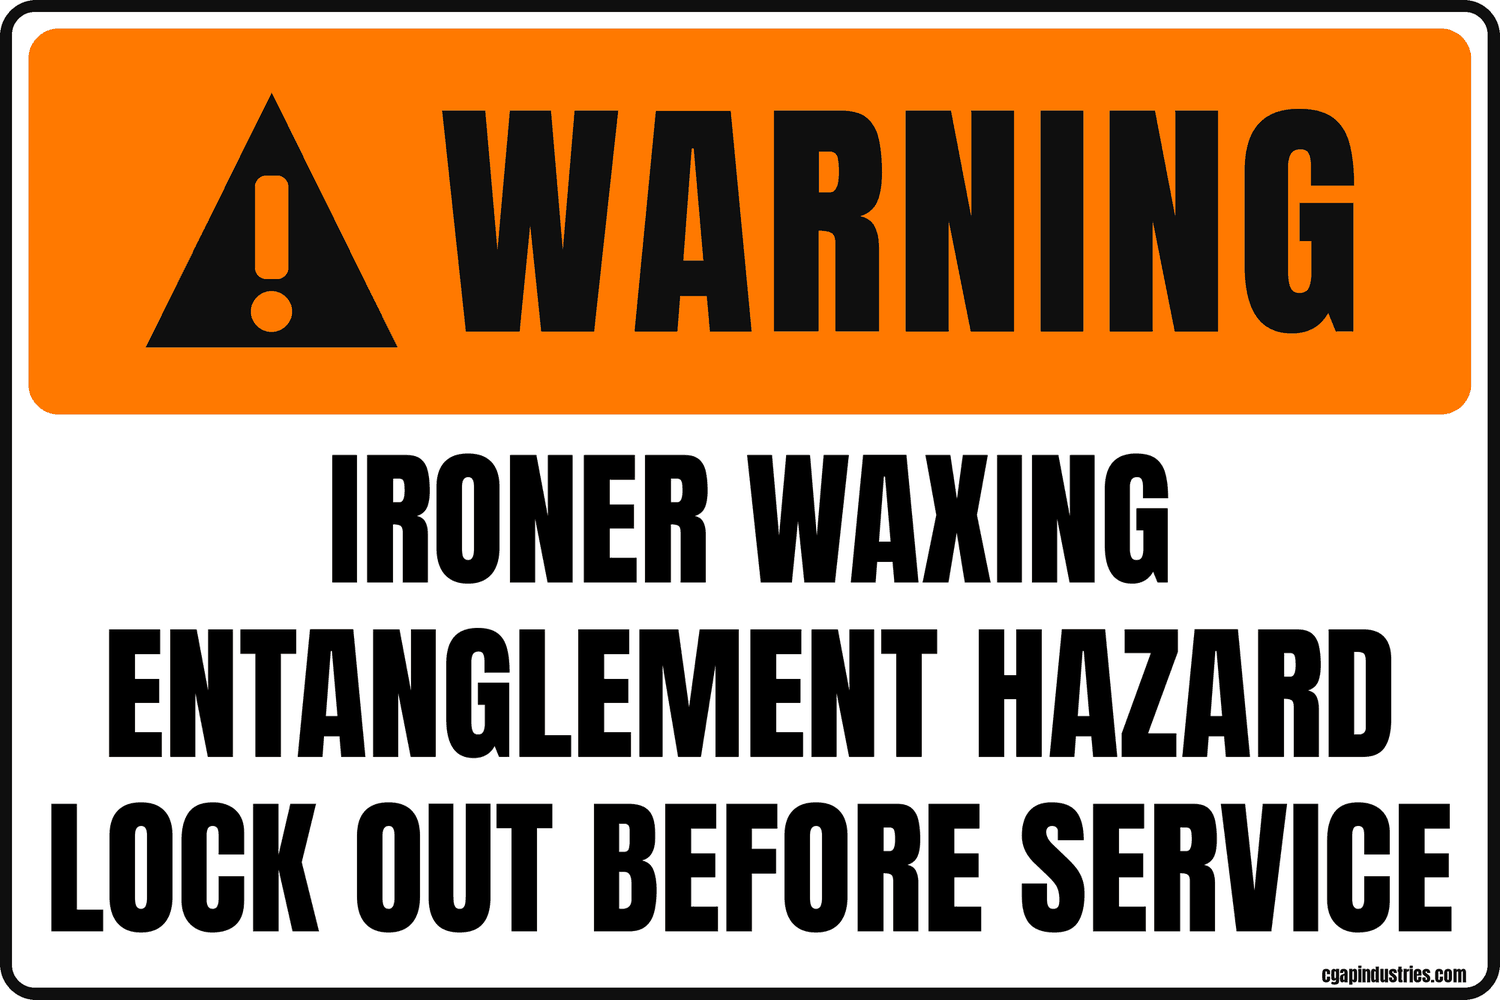 WARNING
IRONER WAXING
ENTANGLEMENT HAZARD
LOCK OUT BEFORE SERVICE
cgapindustries.com